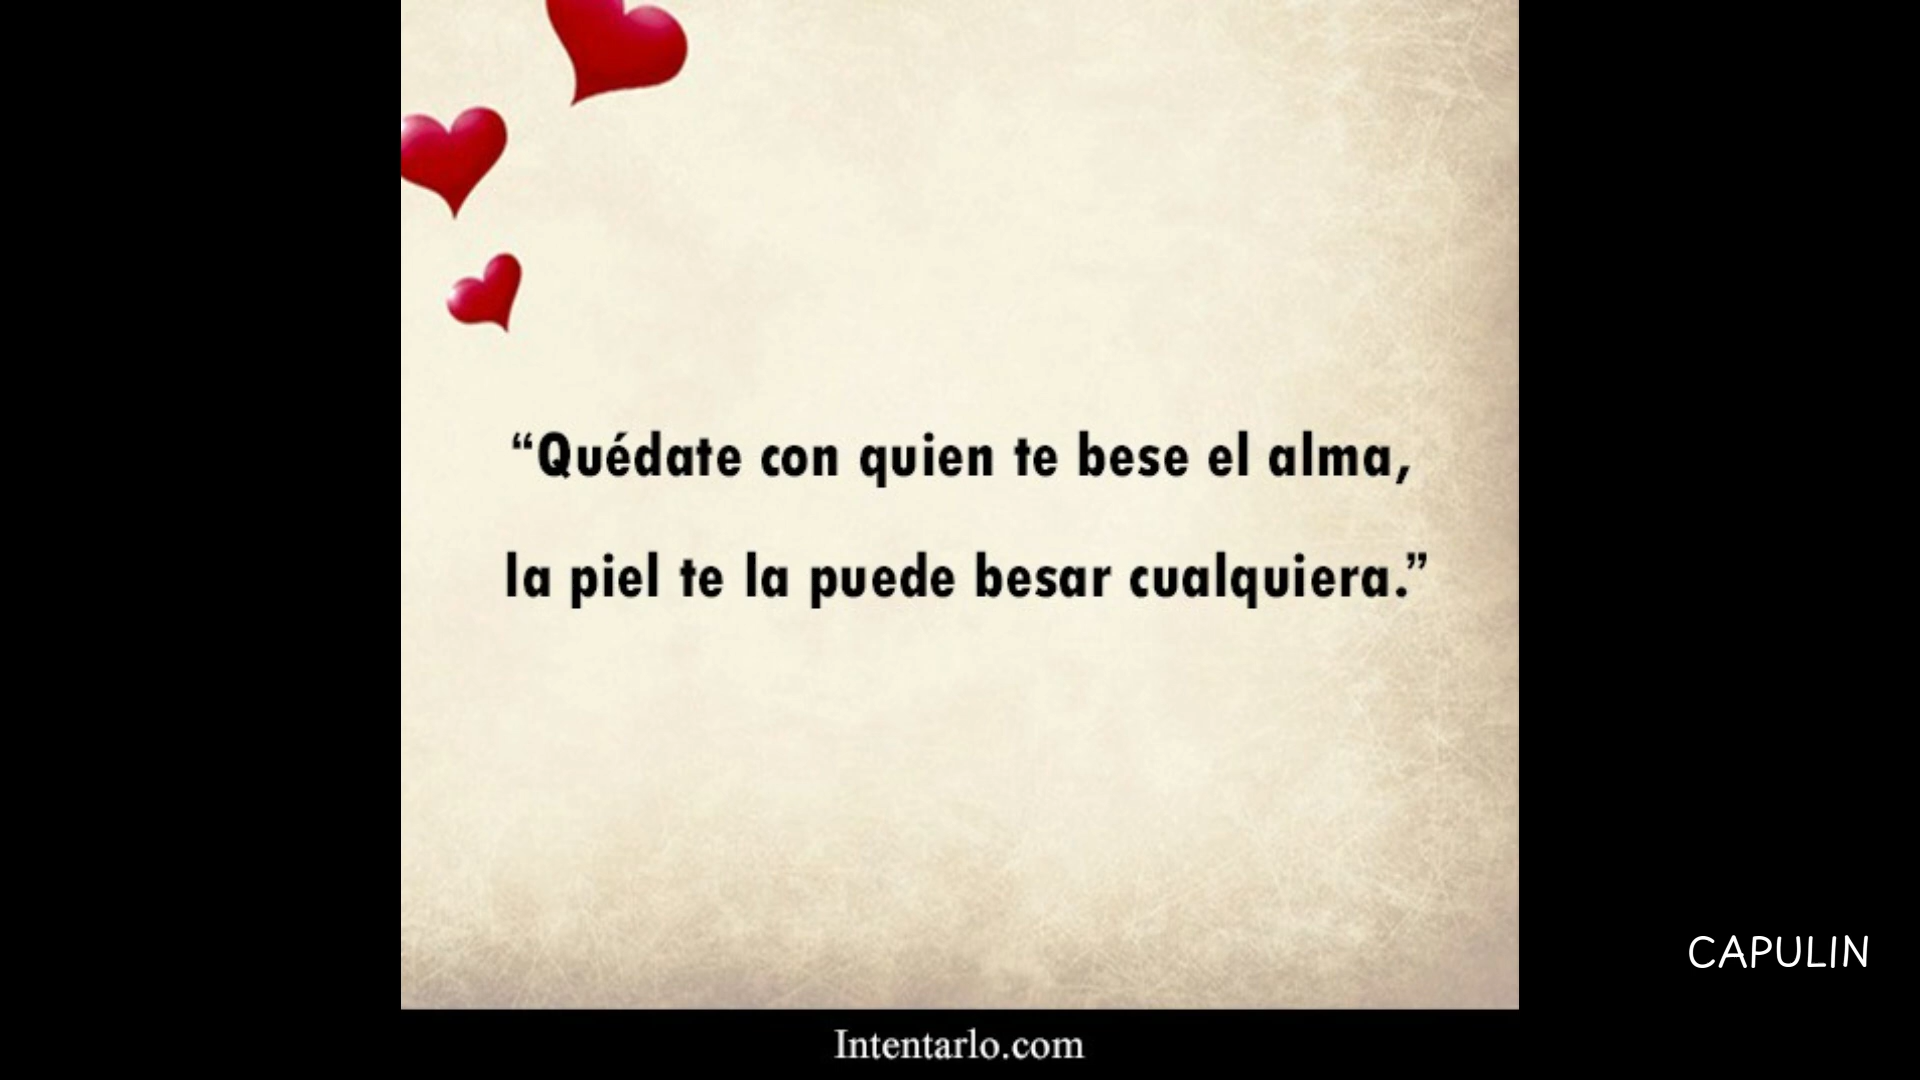 “Quédate con quien te bese el alma,
la piel te la puede besar cualquiera.”
CAPULIN
Intentarlo.com